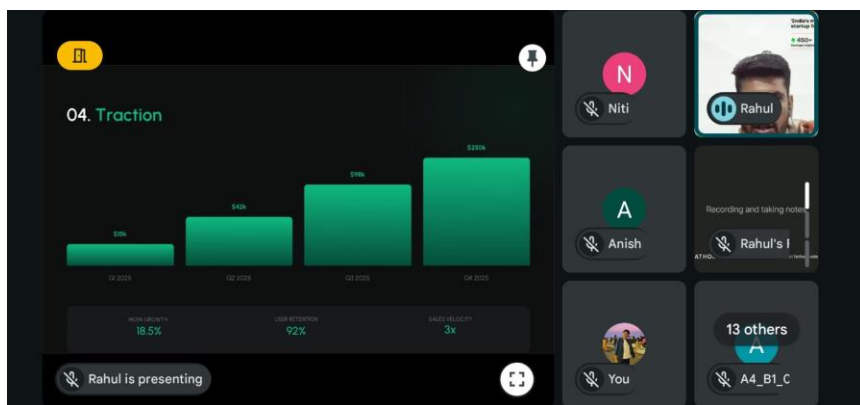 04. Traction
$18k
$42k
$98k
$250k
Q1 2025
Q2 2025
Q3 2025
Q4 2025
MOM GROWTH
USER RETENTION
SALES VELOCITY
18.5%
92%
3x
Rahul is presenting
N
Niti
450+
Rahul
A
Anish
Recording and taking notes
Rahul's
You
13 others
A
A4_B1_C